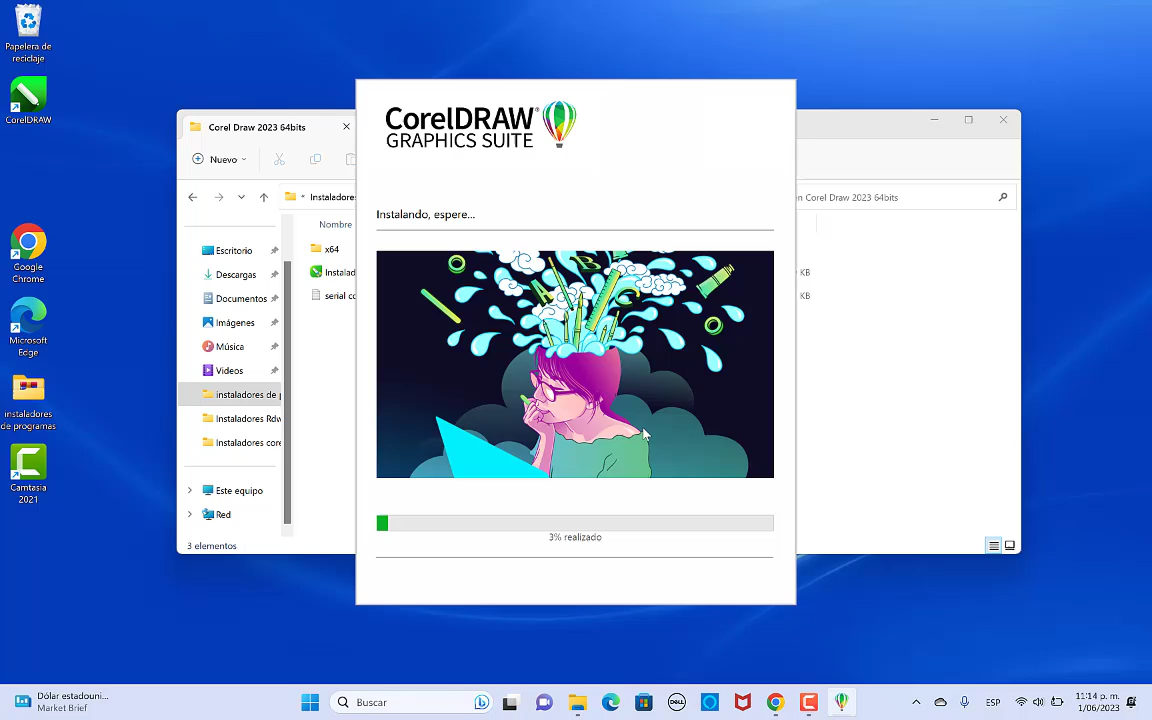 Papelera de
reciclaje
CorelDRAW
Google
Chrome
Microsoft
Edge
instaladores
de programas
Camtasia
2021
Corel Draw 2023 64bits
Nuevo
Instaladores
en Corel Draw 2023 64bits
Nombre
Escritorio
Descargas
Documentos
Imágenes
Música
Videos
instaladores de p
Instaladores Rdw
Instaladores core
Este equipo
Red
3 elementos
x64
Instalad
serial co
KB
KB
CorelDRAW®
GRAPHICS SUITE
Instalando, espere...
A
B
C
3% realizado
Dólar estadouni...
Market Brief
Buscar
DELL
ESP
11:14 p. m.
1/06/2023